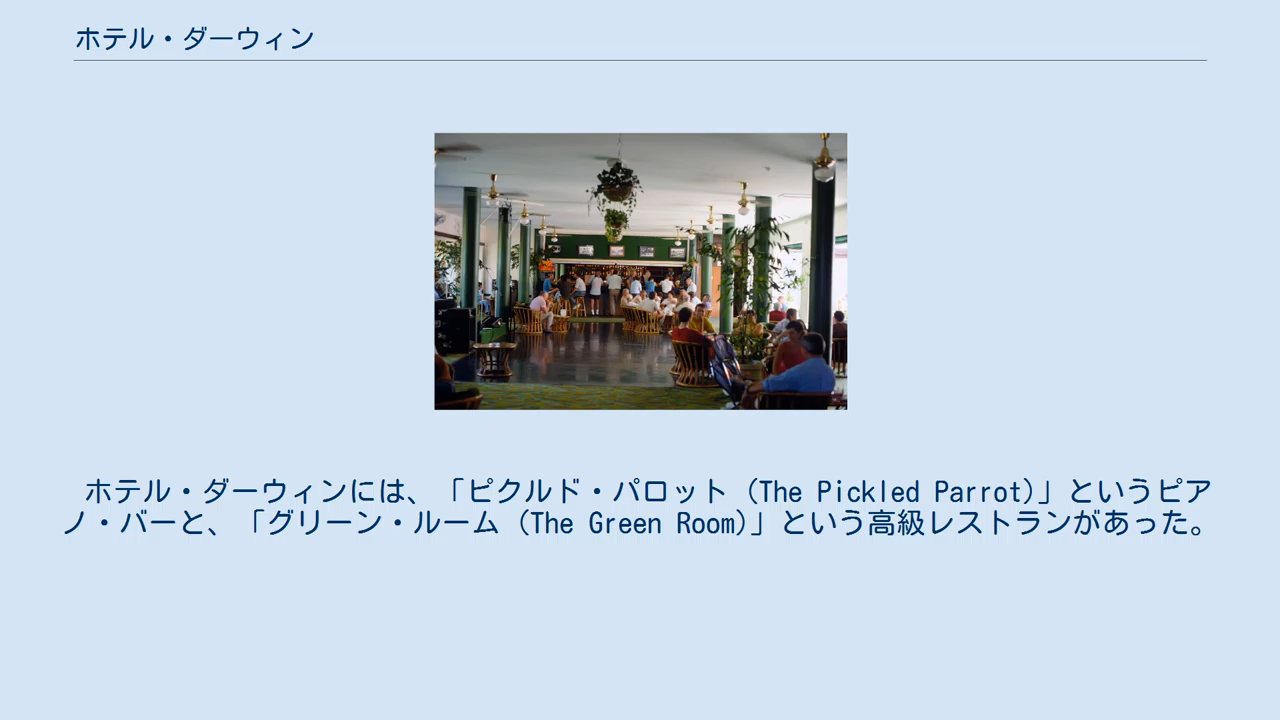 ホテル・ダーウィン
ホテル・ダーウィンには、「ピクルド・パロット (The Pickled Parrot)」というピア
ノ・バーと、「グリーン・ルーム (The Green Room)」という高級レストランがあった。